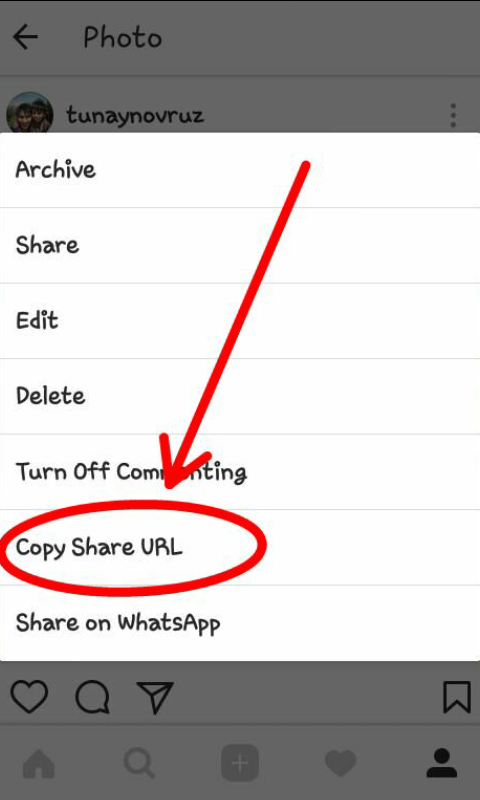 Photo
tunaynovruz
Archive
Share
Edit
Delete
Turn Off Commenting
Copy Share URL
Share on WhatsApp